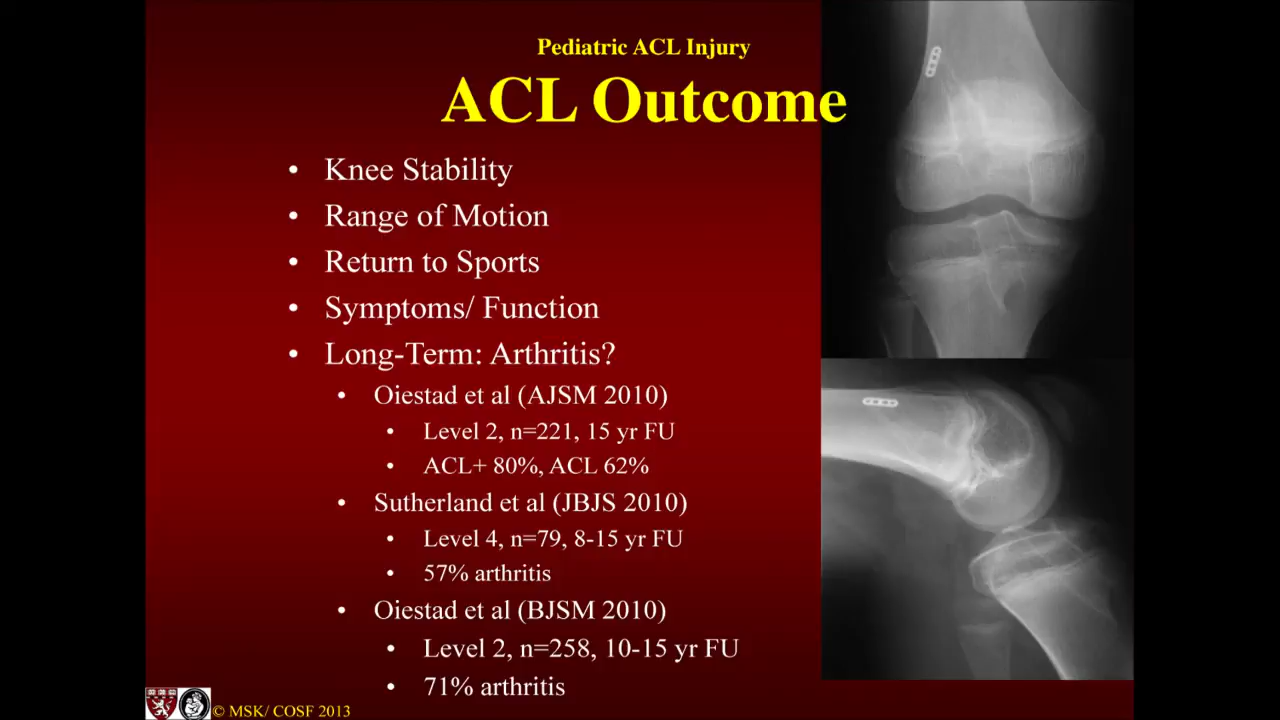 Pediatric ACL Injury
ACL Outcome
• Knee Stability
• Range of Motion
• Return to Sports
• Symptoms/ Function
• Long-Term: Arthritis?
• Oiestad et al (AJSM 2010)
• Level 2, n=221, 15 yr FU
• ACL+ 80%, ACL 62%
• Sutherland et al (JBJS 2010)
• Level 4, n=79, 8-15 yr FU
• 57% arthritis
• Oiestad et al (BJSM 2010)
• Level 2, n=258, 10-15 yr FU
• 71% arthritis
© MSK/ COSF 2013